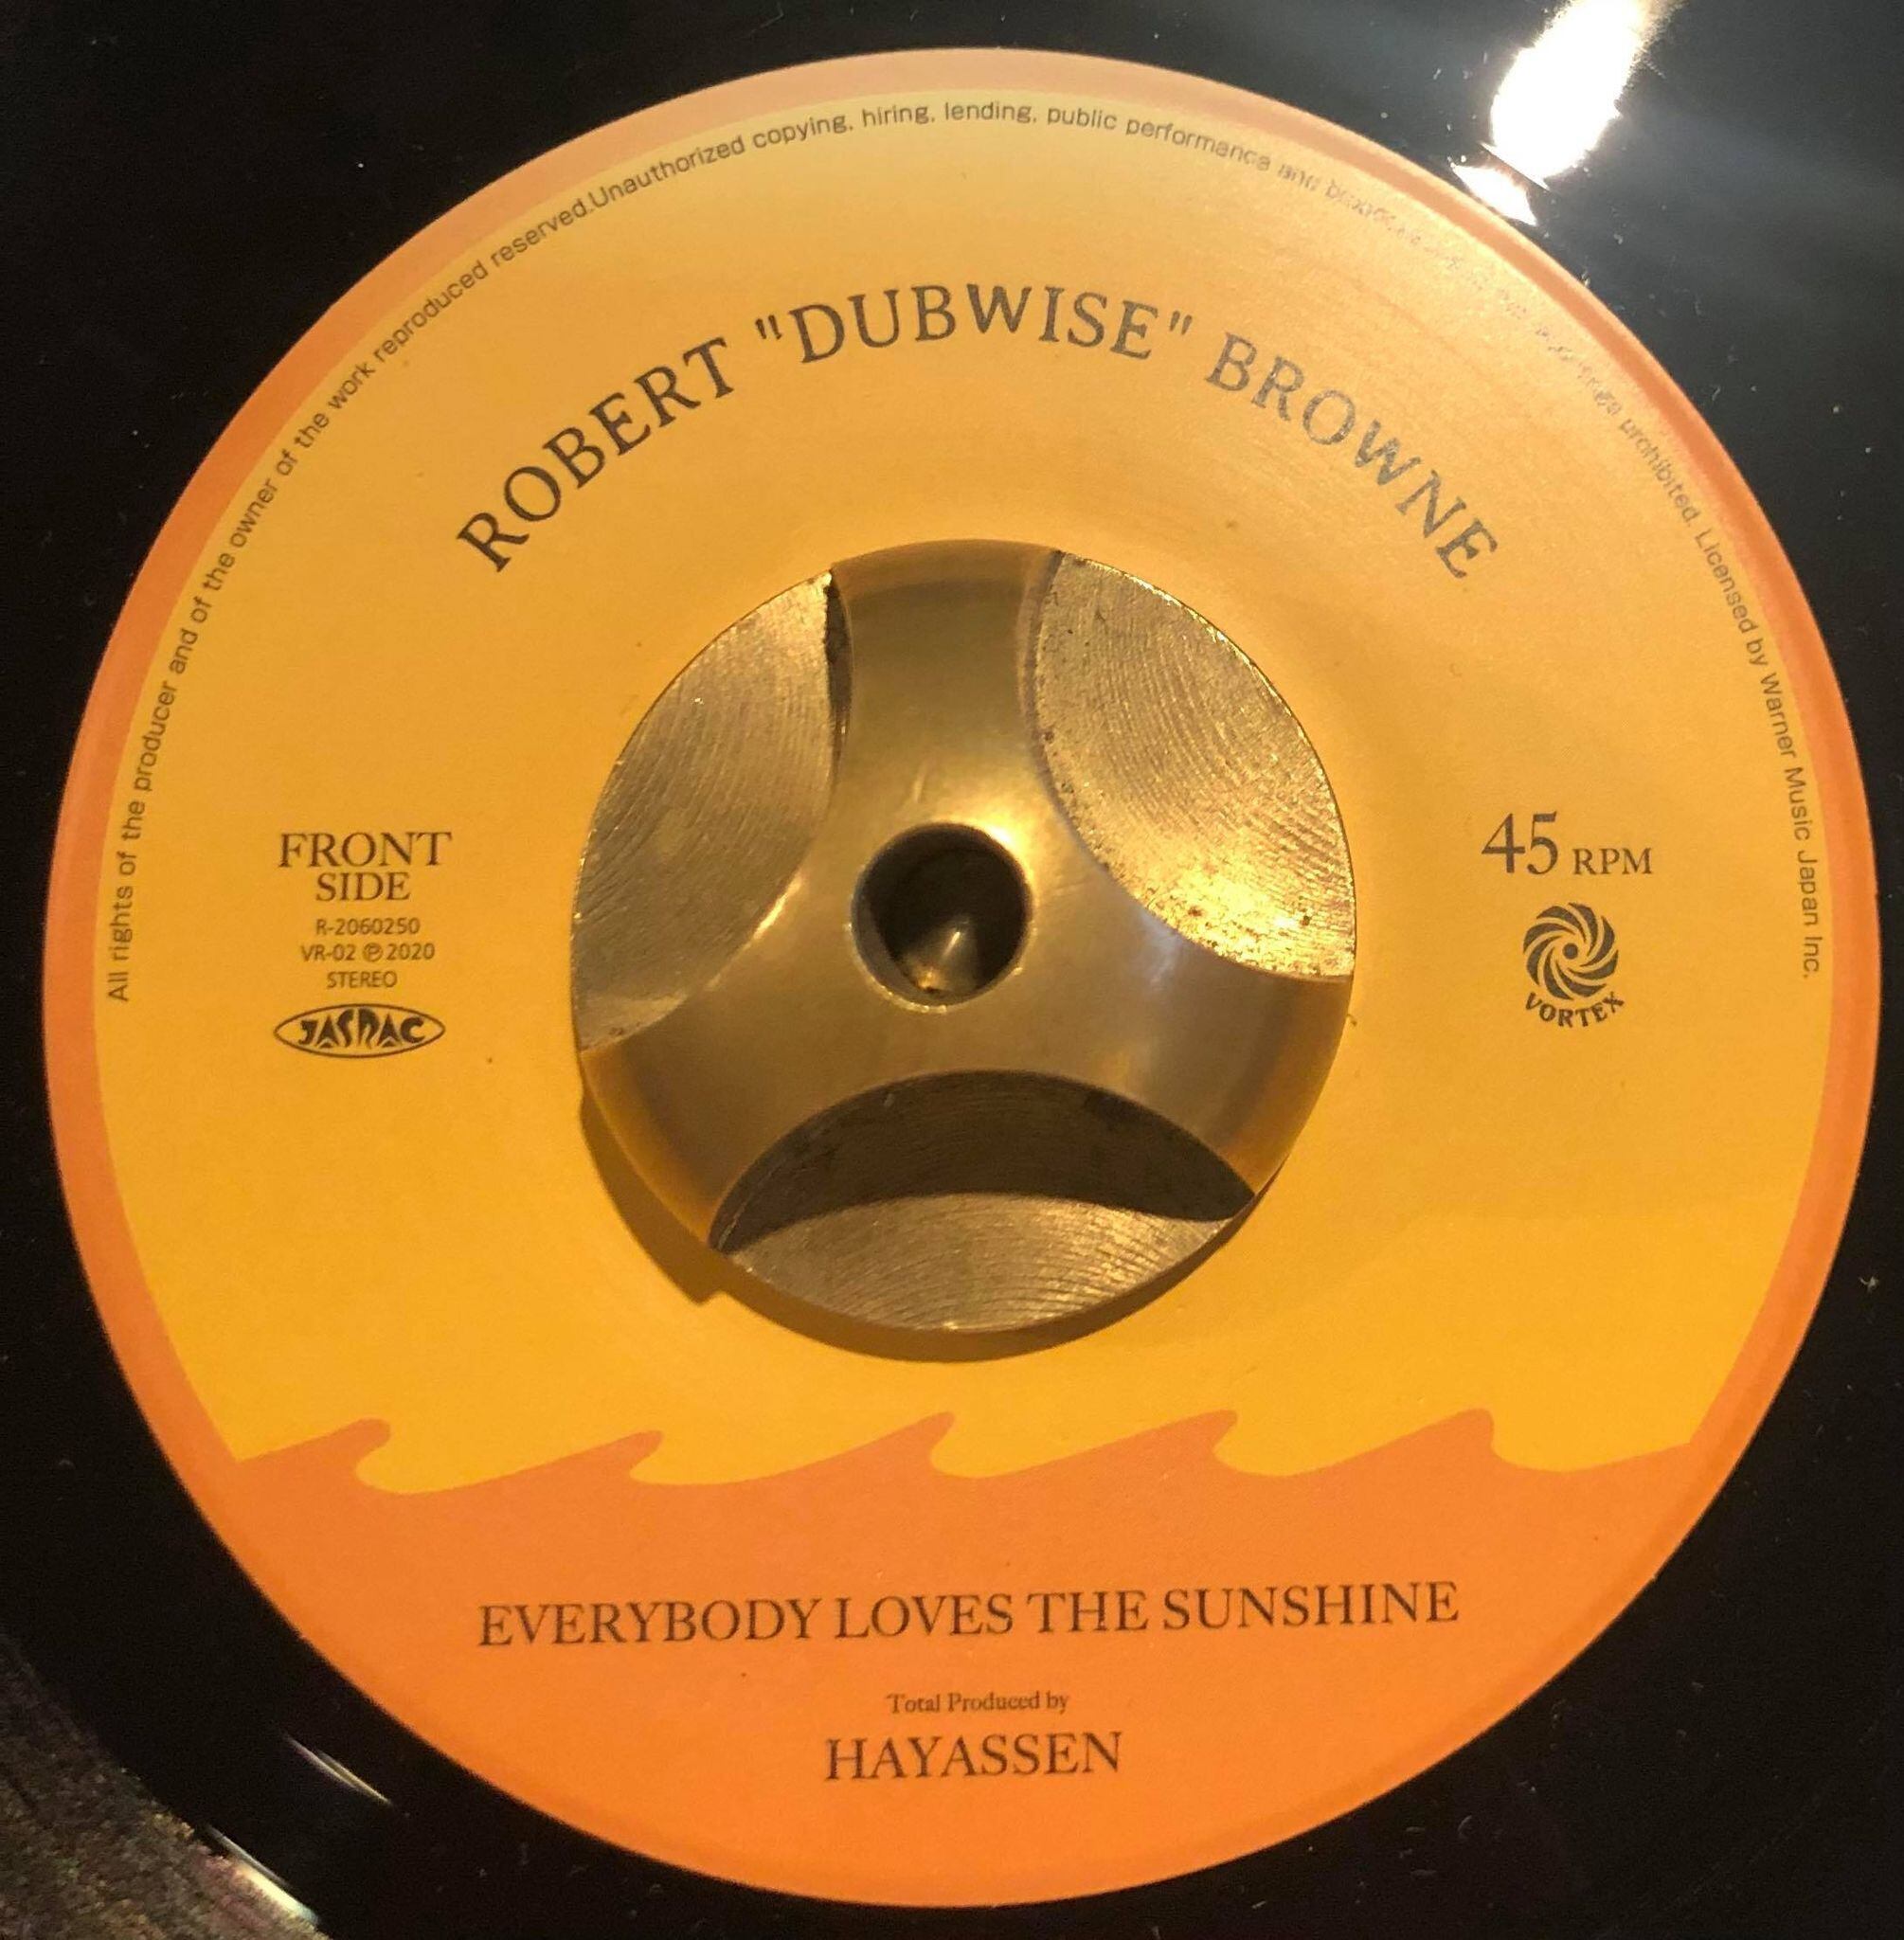 All rights of the producer and of the owner of the work reproduced reserved.Unauthorized copying, hiring, lending, public performance and prohibited. Licensed by Warner Music Japan Inc.
ROBERT "DUBWISE" BROWNE
FRONT
SIDE
R-2060250
VR-02 ℗ 2020
STEREO
JASRAC
45 RPM
VORTEX
EVERYBODY LOVES THE SUNSHINE
Total Produced by
HAYASSEN